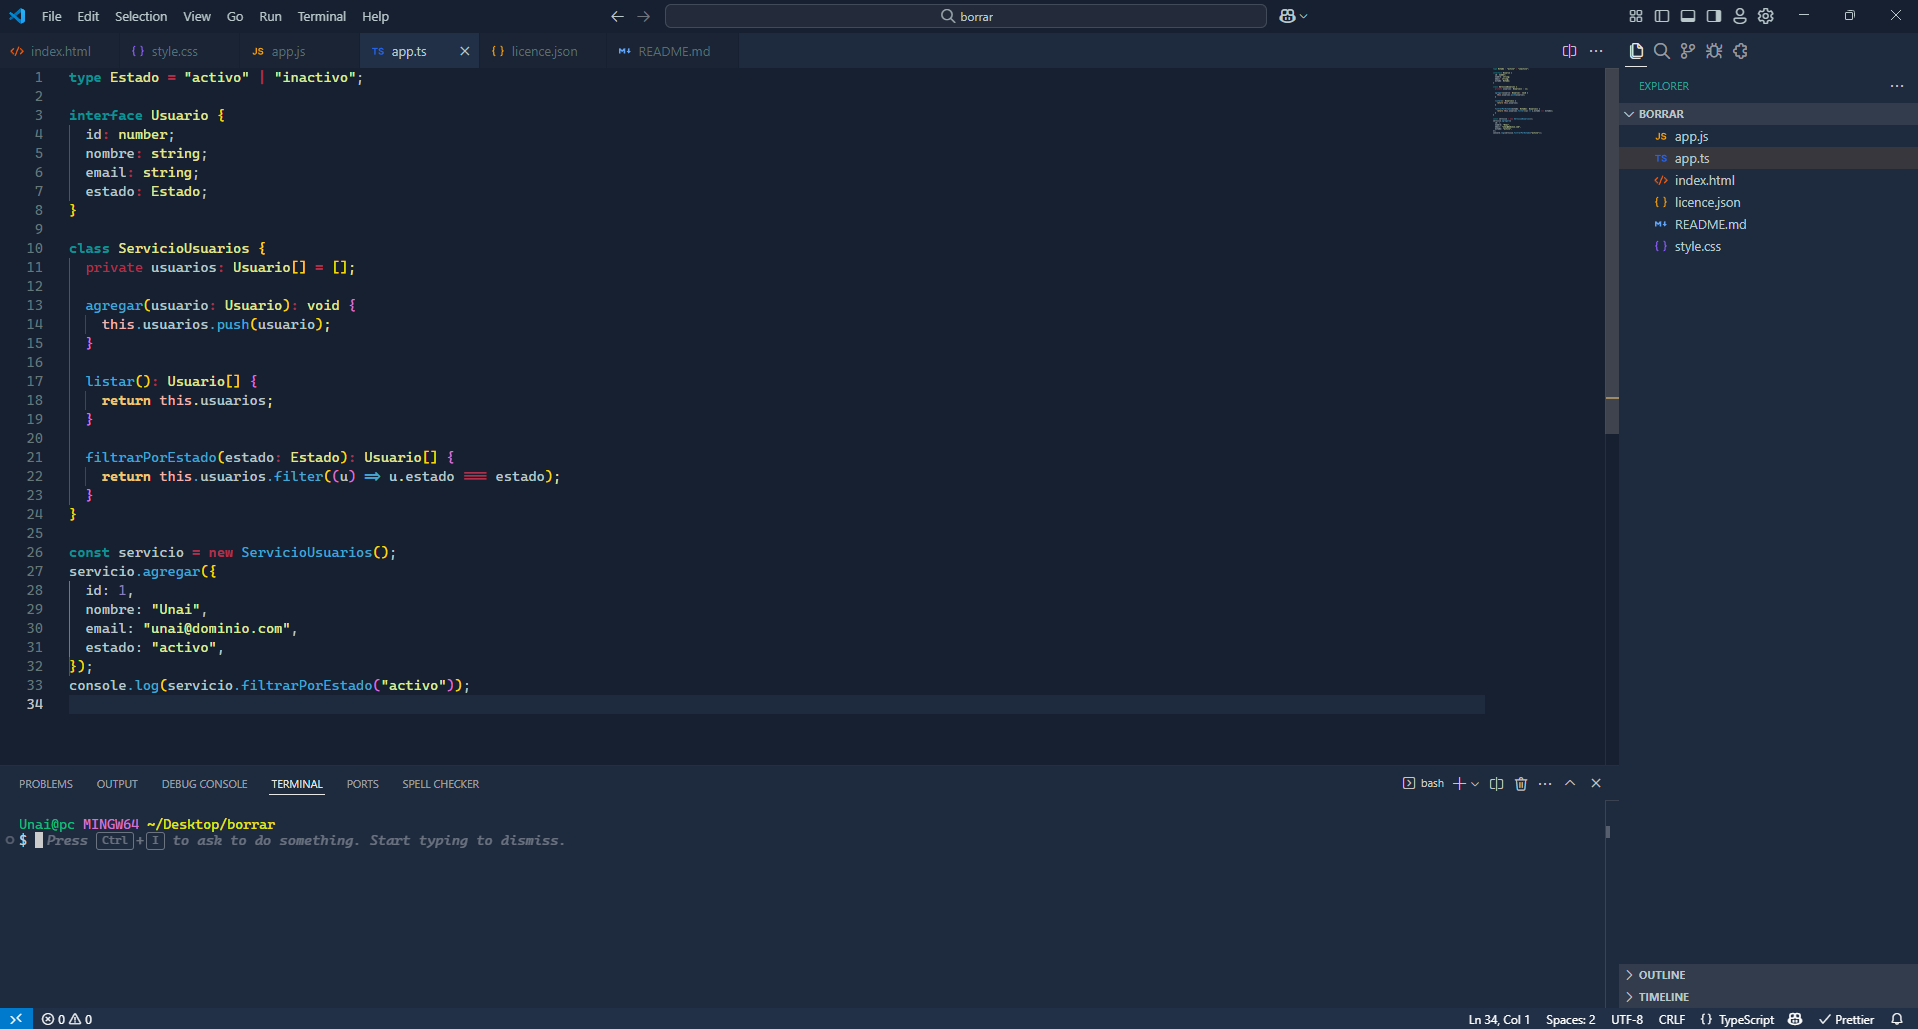 File Edit Selection View Go Run Terminal Help
borrar
index.html
style.css
JS app.js
TS app.ts
licence.json
README.md
1 type Estado = "activo" | "inactivo";
2
3 interface Usuario {
4 id: number;
5 nombre: string;
6 email: string;
7 estado: Estado;
8 }
9
10 class ServicioUsuarios {
11 private usuarios: Usuario[] = [];
12
13 agregar(usuario: Usuario): void {
14 this.usuarios.push(usuario);
15 }
16
17 listar(): Usuario[] {
18 return this.usuarios;
19 }
20
21 filtrarPorEstado(estado: Estado): Usuario[] {
22 return this.usuarios.filter((u) => u.estado === estado);
23 }
24 }
25
26 const servicio = new ServicioUsuarios();
27 servicio.agregar({
28 id: 1,
29 nombre: "Unai",
30 email: "unai@dominio.com",
31 estado: "activo",
32 });
33 console.log(servicio.filtrarPorEstado("activo"));
34
EXPLORER
BORRAR
JS app.js
TS app.ts
index.html
licence.json
README.md
style.css
OUTLINE
TIMELINE
PROBLEMS OUTPUT DEBUG CONSOLE TERMINAL PORTS SPELL CHECKER
bash
Unai@pc MINGW64 ~/Desktop/borrar
$ Press Ctrl+I to ask to do something. Start typing to dismiss.
0 0
Ln 34, Col 1 Spaces: 2 UTF-8 CRLF {} TypeScript Prettier